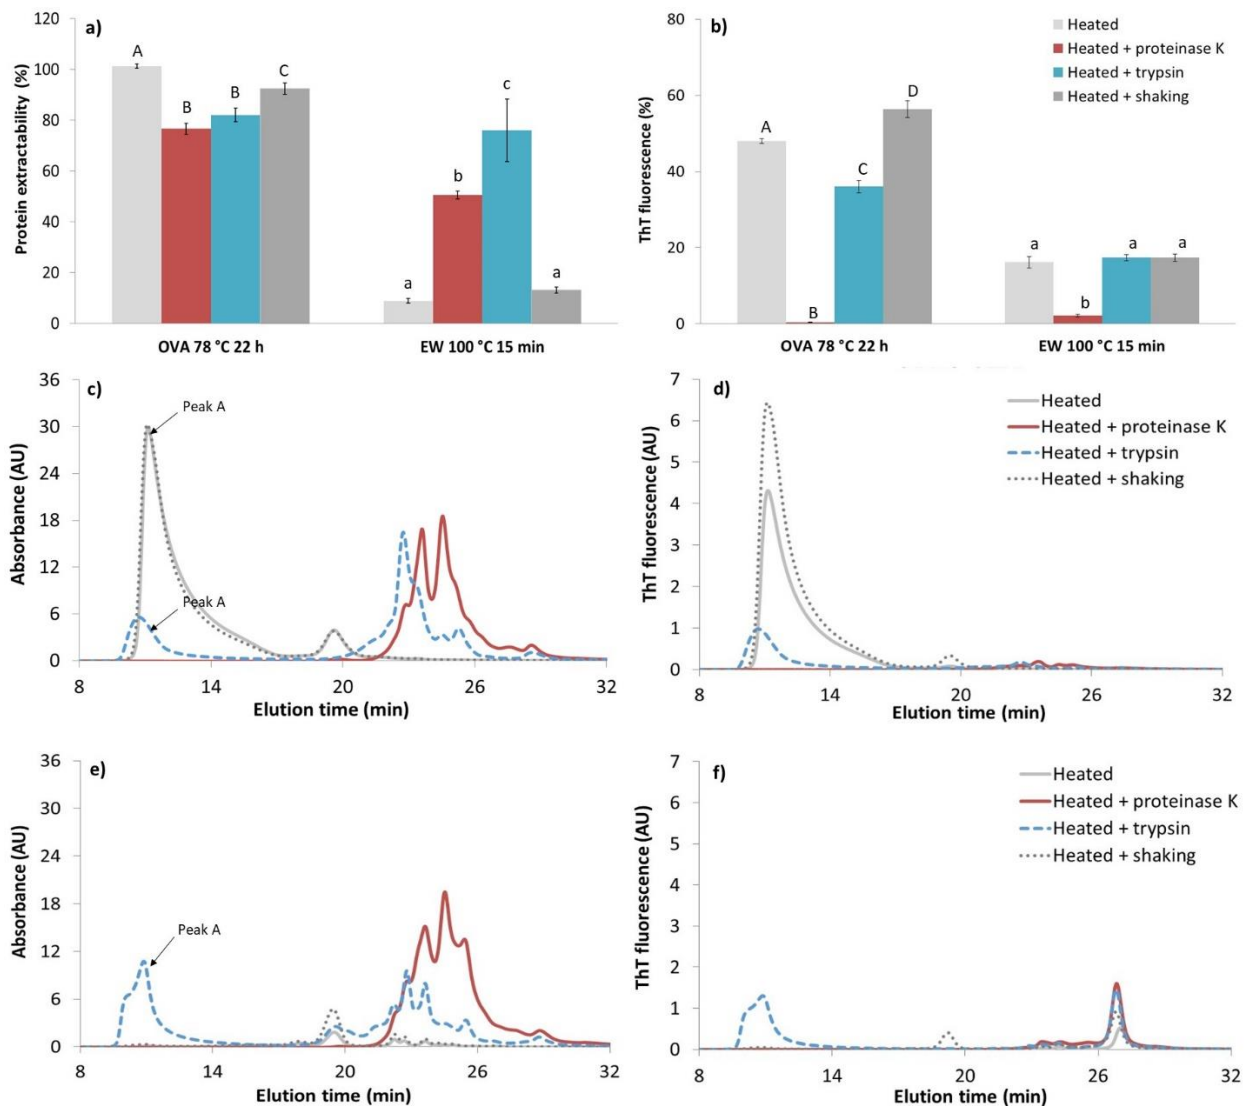 a)
Protein extractability (%)
120
100
80
60
40
20
0
A
B
B
C
a
b
c
a
OVA 78 °C 22 h
EW 100 °C 15 min
b)
ThT fluorescence (%)
80
60
40
20
0
A
B
C
D
a
b
a
a
OVA 78 °C 22 h
EW 100 °C 15 min
Heated
Heated + proteinase K
Heated + trypsin
Heated + shaking
c)
Absorbance (AU)
36
30
24
18
12
6
0
Peak A
Peak A
8 14 20 26 32
Elution time (min)
d)
ThT fluorescence (AU)
7
6
5
4
3
2
1
0
Heated
Heated + proteinase K
Heated + trypsin
Heated + shaking
8 14 20 26 32
Elution time (min)
e)
Absorbance (AU)
36
30
24
18
12
6
0
Peak A
8 14 20 26 32
Elution time (min)
f)
ThT fluorescence (AU)
7
6
5
4
3
2
1
0
Heated
Heated + proteinase K
Heated + trypsin
Heated + shaking
8 14 20 26 32
Elution time (min)